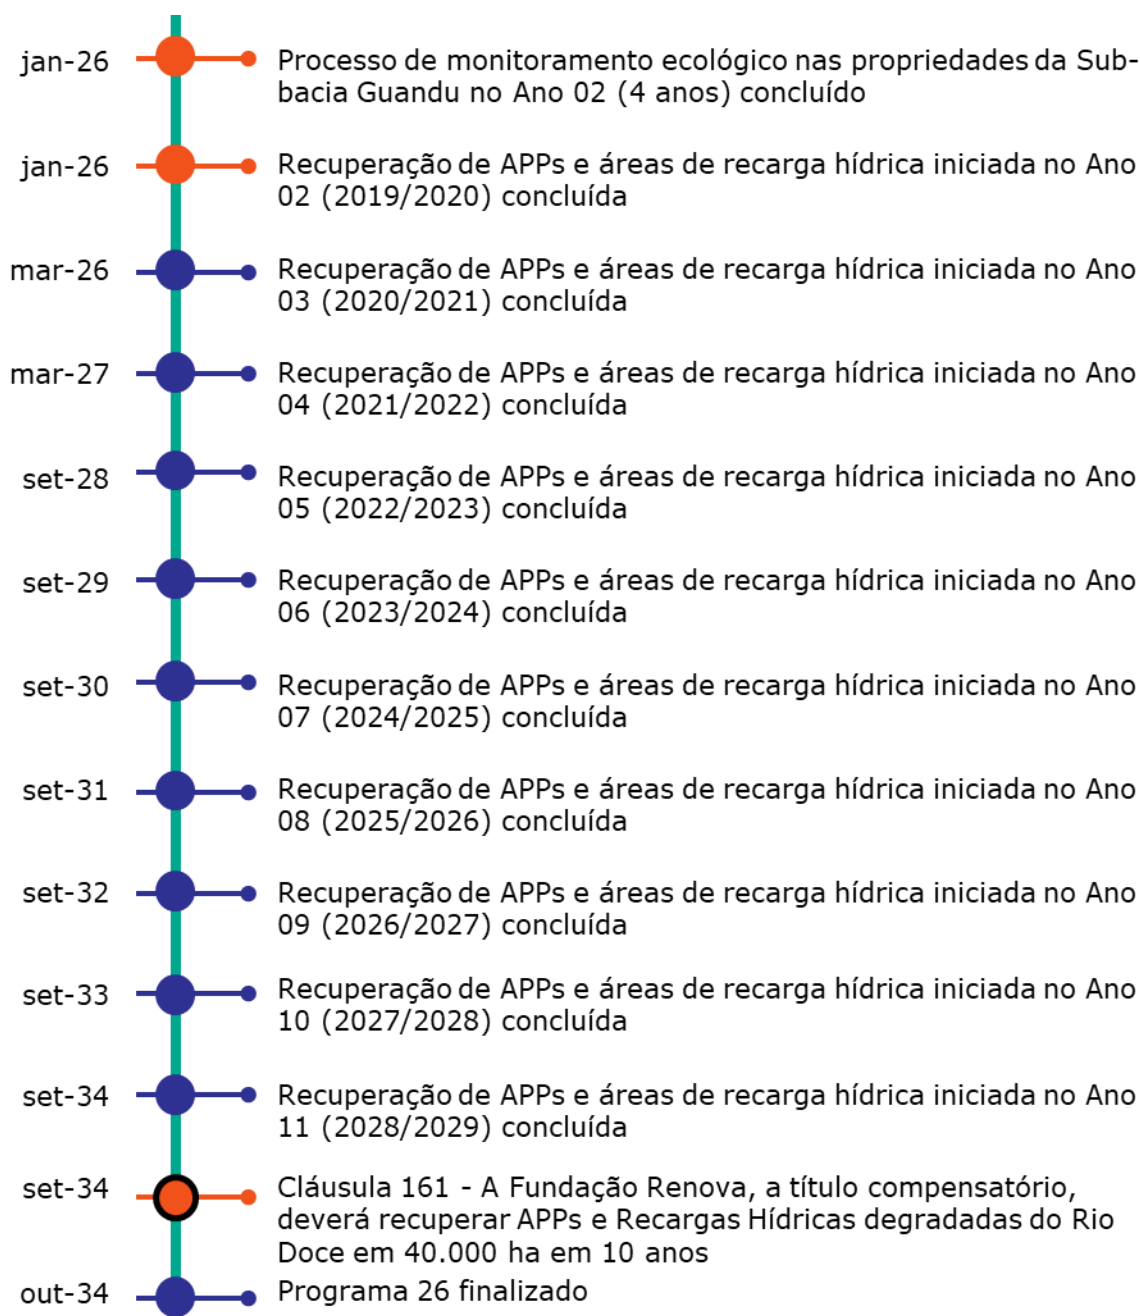 jan-26
Processo de monitoramento ecológico nas propriedades da Sub-
bacia Guandu no Ano 02 (4 anos) concluído
jan-26
Recuperação de APPs e áreas de recarga hídrica iniciada no Ano
02 (2019/2020) concluída
mar-26
Recuperação de APPs e áreas de recarga hídrica iniciada no Ano
03 (2020/2021) concluída
mar-27
Recuperação de APPs e áreas de recarga hídrica iniciada no Ano
04 (2021/2022) concluída
set-28
Recuperação de APPs e áreas de recarga hídrica iniciada no Ano
05 (2022/2023) concluída
set-29
Recuperação de APPs e áreas de recarga hídrica iniciada no Ano
06 (2023/2024) concluída
set-30
Recuperação de APPs e áreas de recarga hídrica iniciada no Ano
07 (2024/2025) concluída
set-31
Recuperação de APPs e áreas de recarga hídrica iniciada no Ano
08 (2025/2026) concluída
set-32
Recuperação de APPs e áreas de recarga hídrica iniciada no Ano
09 (2026/2027) concluída
set-33
Recuperação de APPs e áreas de recarga hídrica iniciada no Ano
10 (2027/2028) concluída
set-34
Recuperação de APPs e áreas de recarga hídrica iniciada no Ano
11 (2028/2029) concluída
set-34
Cláusula 161 - A Fundação Renova, a título compensatório,
deverá recuperar APPs e Recargas Hídricas degradadas do Rio
Doce em 40.000 ha em 10 anos
out-34
Programa 26 finalizado